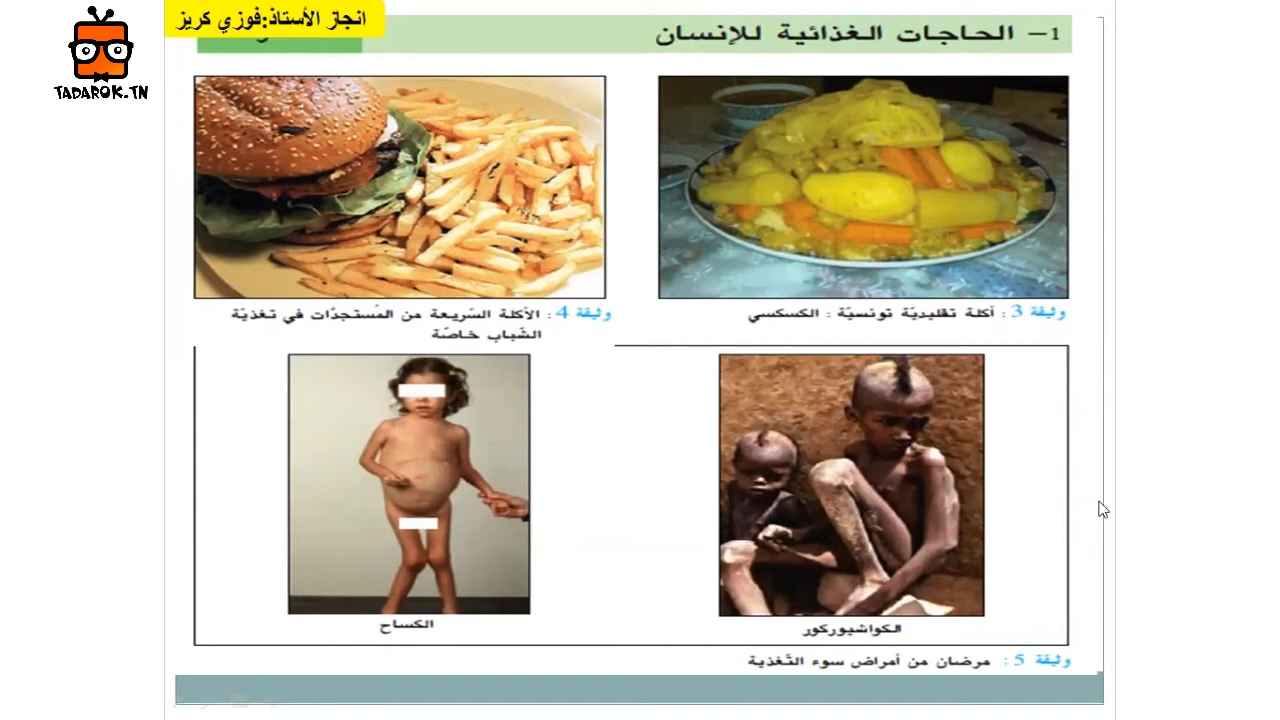 انجاز الأستاذ:فوزي كريز
TADAROK.TN
1- الحاجات الغذائية للإنسان
وثيقة 3 : أكلة تقليديّة تونسيّة : الكسكسي
وثيقة 4 : الأكلة السّريعة من المُستجدّات في تغذيّة
الشّباب خاصّة
الكواشيوركور
الكساح
وثيقة 5 : مرضان من أمراض سوء التّغذية